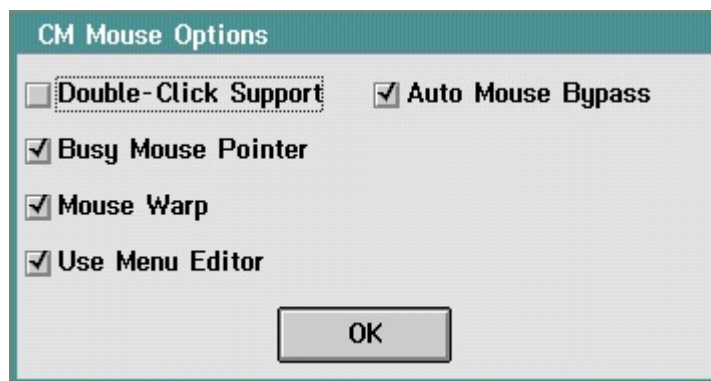 CM Mouse Options
Double-Click Support Auto Mouse Bypass
Busy Mouse Pointer
Mouse Warp
Use Menu Editor
OK